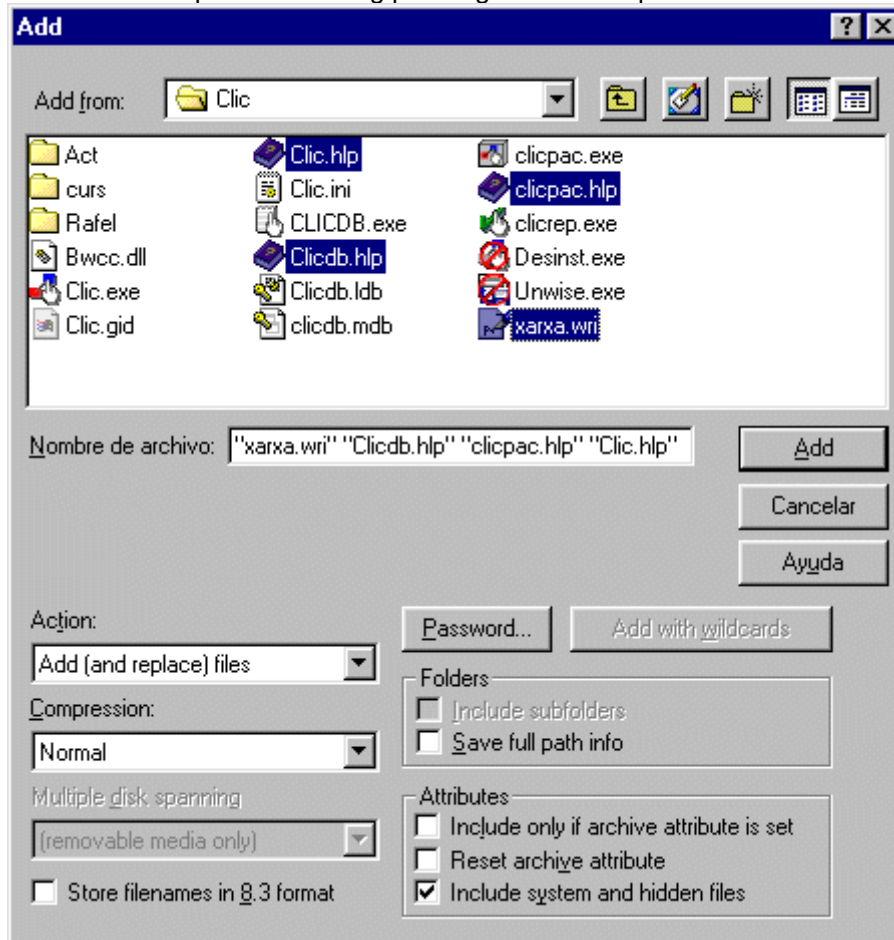 Add
Add from: Clic
Act
curs
Rafel
Bwcc.dll
Clic.exe
Clic.gid
Clic.hlp
Clic.ini
CLICDB.exe
Clicdb.hlp
Clicdb.ldb
clicdb.mdb
clicpac.exe
clicpac.hlp
clicrep.exe
Desinst.exe
Unwise.exe
xarxa.wri
Nombre de archivo: "xarxa.wri" "Clicdb.hlp" "clicpac.hlp" "Clic.hlp"
Add
Cancelar
Ayuda
Action:
Add (and replace) files
Compression:
Normal
Multiple disk spanning
(removable media only)
Store filenames in 8.3 format
Password...
Add with wildcards
Folders
Include subfolders
Save full path info
Attributes
Include only if archive attribute is set
Reset archive attribute
Include system and hidden files